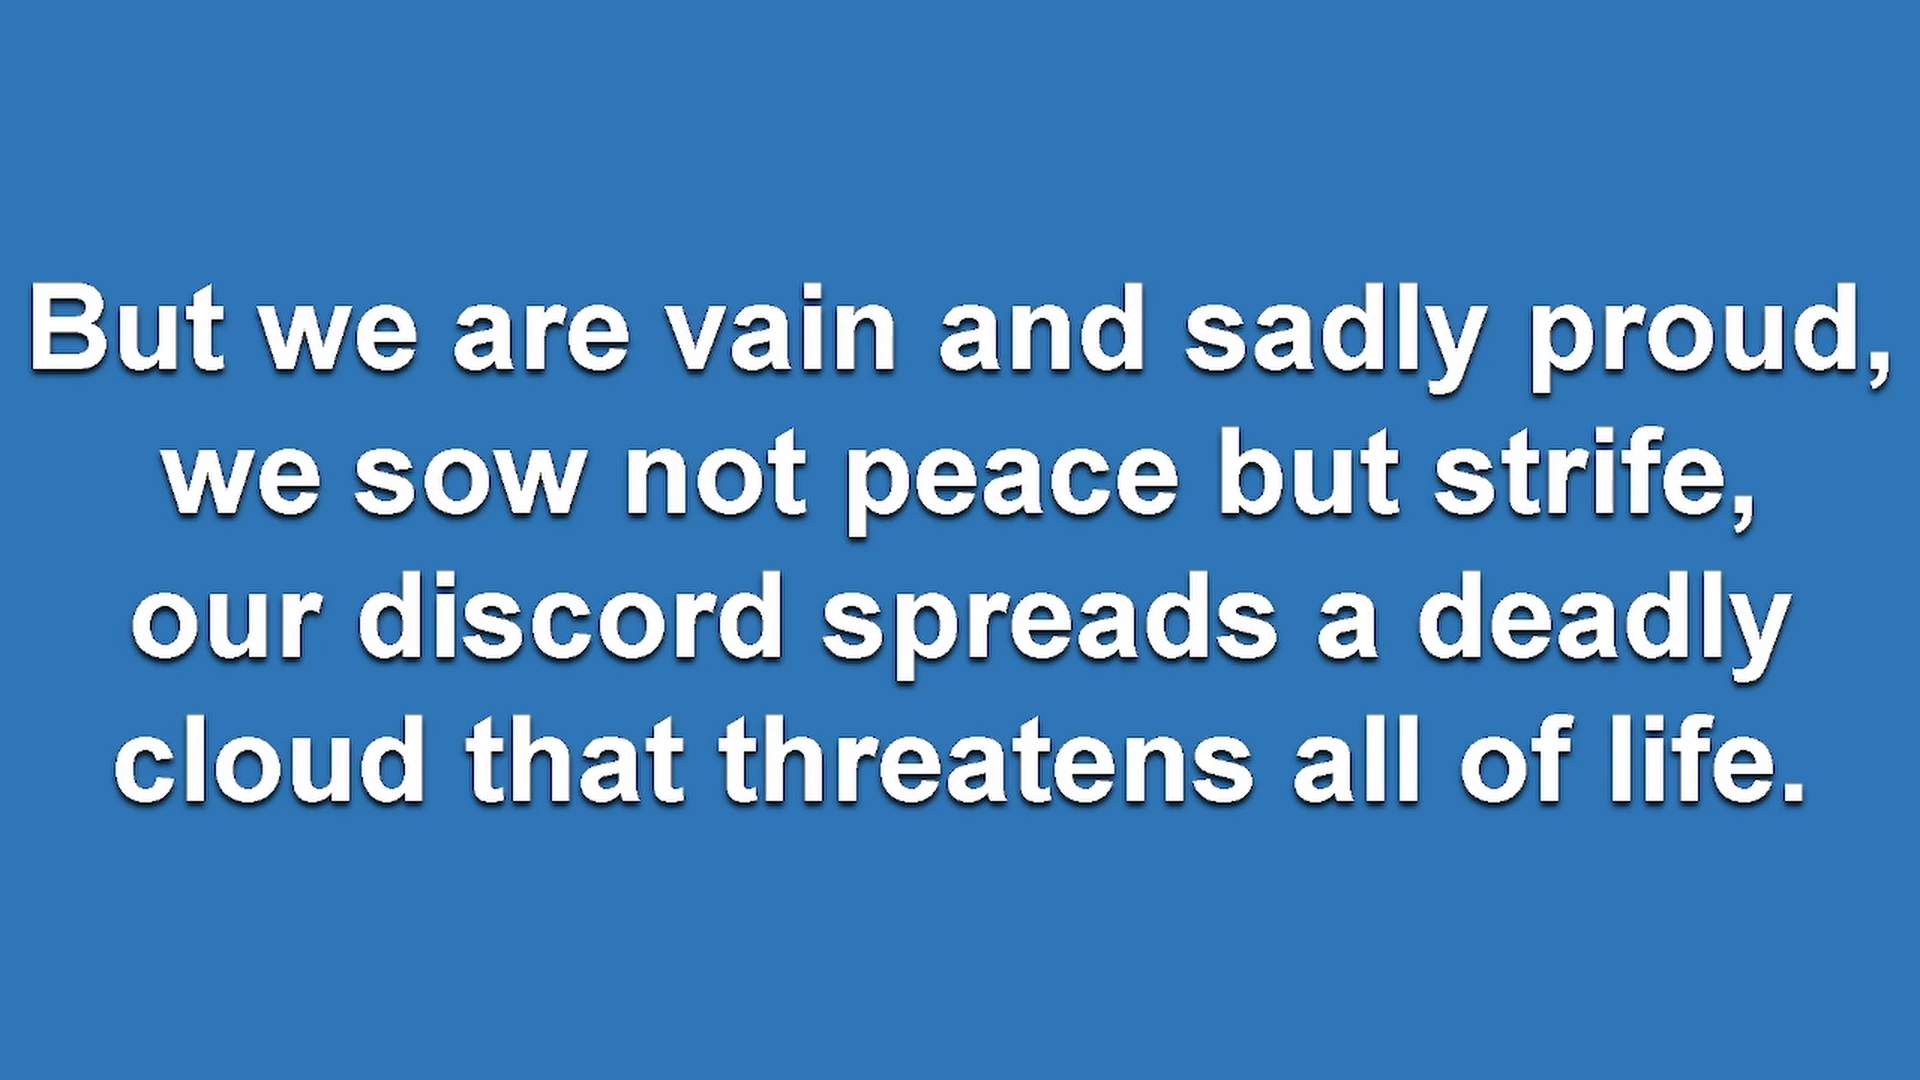 But we are vain and sadly proud,
we sow not peace but strife,
our discord spreads a deadly
cloud that threatens all of life.